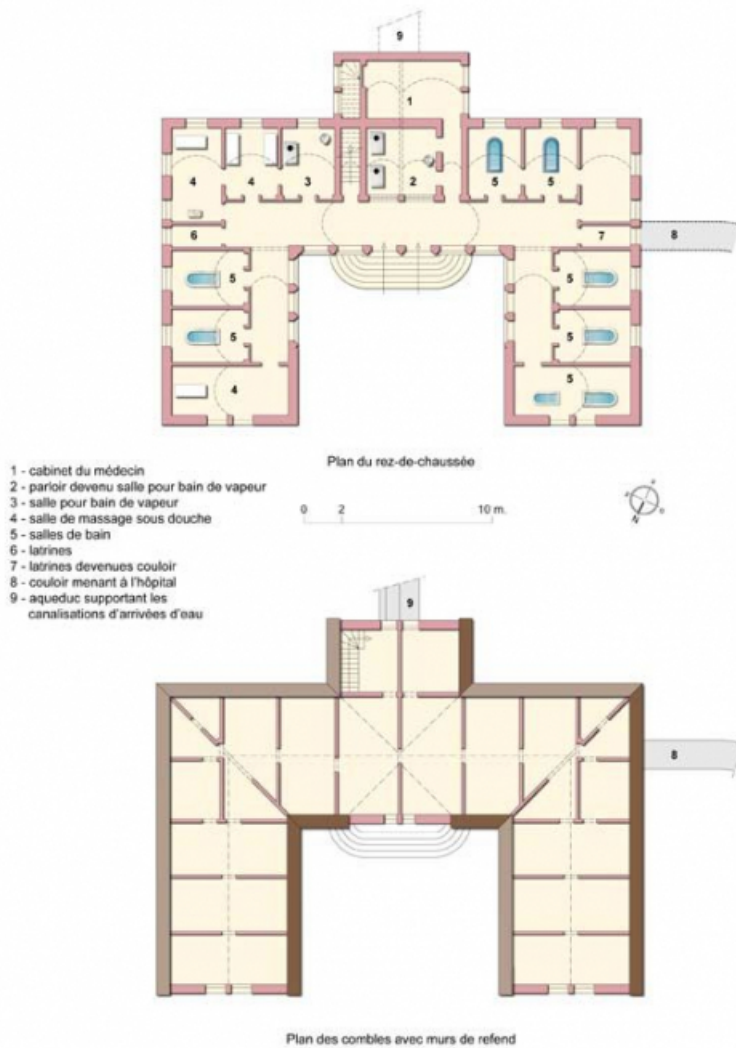 9
1
4
4
3
2
5
5
6
7
8
5
5
5
5
4
5
Plan du rez-de-chaussée
1 - cabinet du médecin
2 - parloir devenu salle pour bain de vapeur
3 - salle pour bain de vapeur
4 - salle de massage sous douche
5 - salles de bain
6 - latrines
7 - latrines devenues couloir
8 - couloir menant à l'hôpital
9 - aqueduc supportant les
canalisations d'arrivées d'eau
0 2 10 m.
N
9
8
Plan des combles avec murs de refend